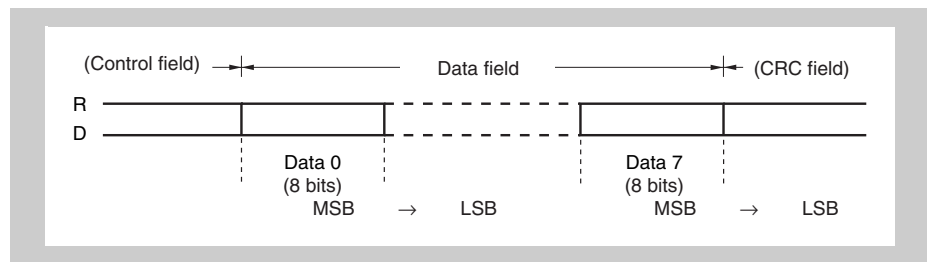 (Control field) Data field (CRC field)
R
D
Data 0 Data 7
(8 bits) (8 bits)
MSB → LSB MSB → LSB